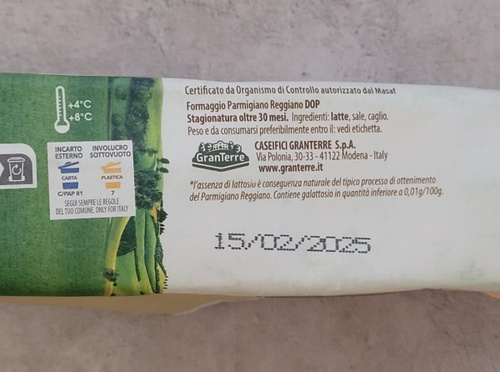 +4°C
+8°C
INCARTO ESTERNO
CARTA
C/PAP 81
INVOLUCRO SOTTOVUOTO
PLASTICA
7
SEGUI SEMPRE LE REGOLE
DEL TUO COMUNE. ONLY FOR ITALY
Certificato da Organismo di Controllo autorizzato dal Masaf
Formaggio Parmigiano Reggiano DOP
Stagionatura oltre 30 mesi. Ingredienti: latte, sale, caglio.
Peso e da consumarsi preferibilmente entro il: vedi etichetta.
GranTerre
CASEIFICI GRANTERRE S.p.A.
Via Polonia, 30-33 - 41122 Modena - Italy
www.granterre.it
*l'assenza di lattosio è conseguenza naturale del tipico processo di ottenimento
del Parmigiano Reggiano. Contiene galattosio in quantità inferiore a 0,01g/100g.
15/02/2025